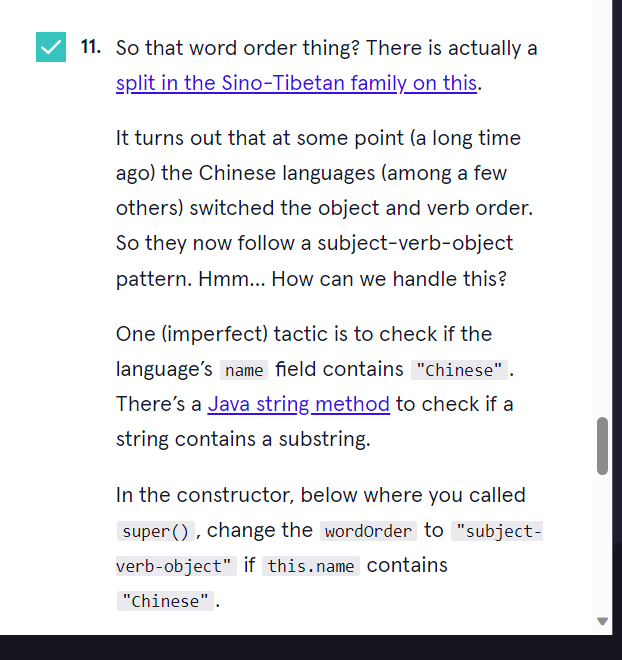 11. So that word order thing? There is actually a
split in the Sino-Tibetan family on this.
It turns out that at some point (a long time
ago) the Chinese languages (among a few
others) switched the object and verb order.
So they now follow a subject-verb-object
pattern. Hmm... How can we handle this?
One (imperfect) tactic is to check if the
language’s name field contains "Chinese".
There’s a Java string method to check if a
string contains a substring.
In the constructor, below where you called
super(), change the wordOrder to "subject-
verb-object" if this.name contains
"Chinese".